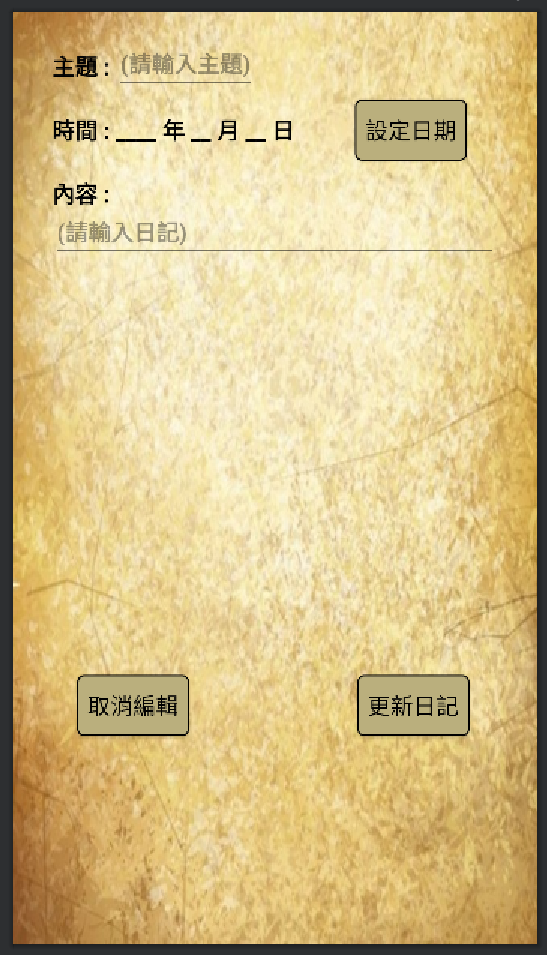 主題 : (請輸入主題)
時間 : ____ 年 __ 月 __ 日 設定日期
內容 :
(請輸入日記)
取消編輯 更新日記